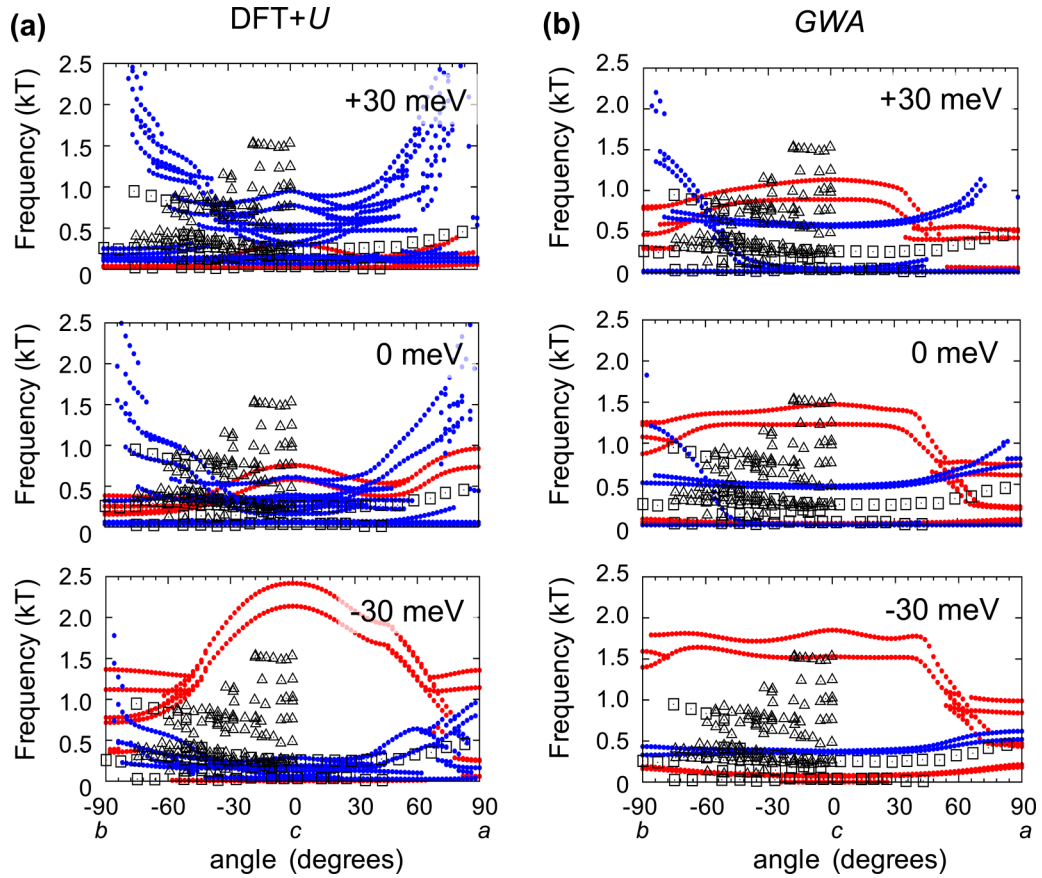 (a) DFT+U
2.5
2.0
1.5
1.0
0.5
0
Frequency (kT)
+30 meV
2.5
2.0
1.5
1.0
0.5
0
Frequency (kT)
0 meV
2.5
2.0
1.5
1.0
0.5
0
Frequency (kT)
-30 meV
-90 -60 -30 0 30 60 90
b c a
angle (degrees)
(b) GWA
2.5
2.0
1.5
1.0
0.5
0
Frequency (kT)
+30 meV
2.5
2.0
1.5
1.0
0.5
0
Frequency (kT)
0 meV
2.5
2.0
1.5
1.0
0.5
0
Frequency (kT)
-30 meV
-90 -60 -30 0 30 60 90
b c a
angle (degrees)